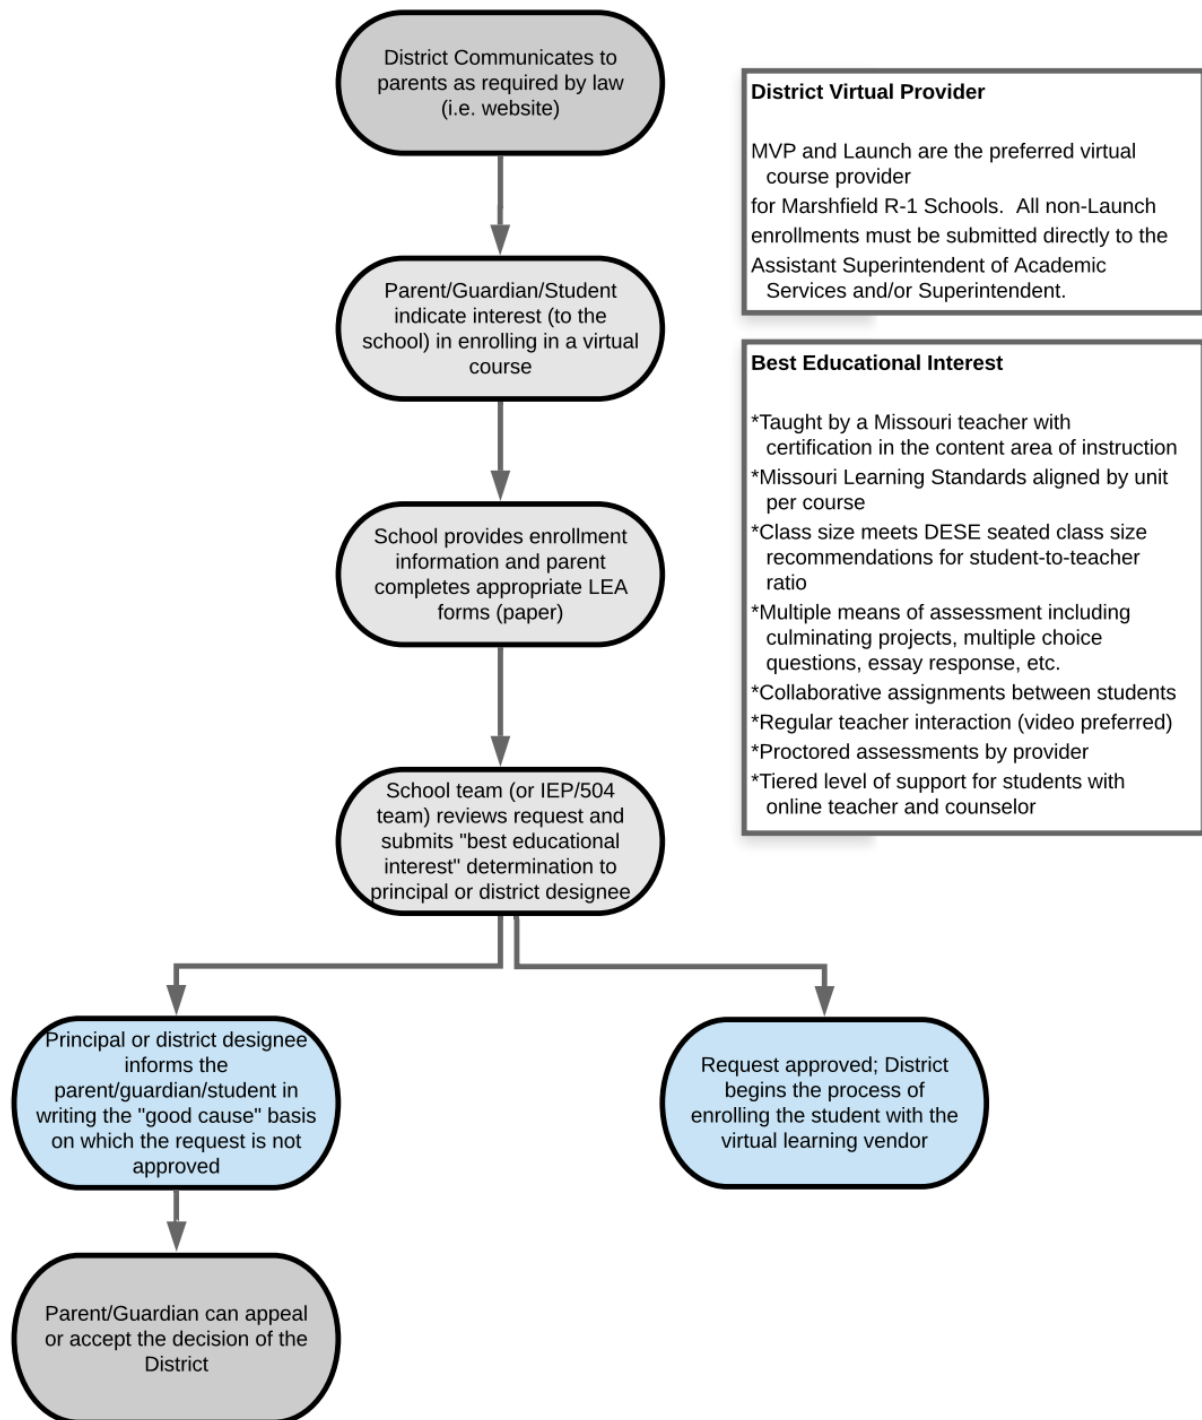 District Communicates to
parents as required by law
(i.e. website)
Parent/Guardian/Student
indicate interest (to the
school) in enrolling in a virtual
course
School provides enrollment
information and parent
completes appropriate LEA
forms (paper)
School team (or IEP/504
team) reviews request and
submits "best educational
interest" determination to
principal or district designee
Principal or district designee
informs the
parent/guardian/student in
writing the "good cause" basis
on which the request is not
approved
Request approved; District
begins the process of
enrolling the student with the
virtual learning vendor
Parent/Guardian can appeal
or accept the decision of the
District
District Virtual Provider
MVP and Launch are the preferred virtual
course provider
for Marshfield R-1 Schools.  All non-Launch
enrollments must be submitted directly to the
Assistant Superintendent of Academic
Services and/or Superintendent.
Best Educational Interest
*Taught by a Missouri teacher with
certification in the content area of instruction
*Missouri Learning Standards aligned by unit
per course
*Class size meets DESE seated class size
recommendations for student-to-teacher
ratio
*Multiple means of assessment including
culminating projects, multiple choice
questions, essay response, etc.
*Collaborative assignments between students
*Regular teacher interaction (video preferred)
*Proctored assessments by provider
*Tiered level of support for students with
online teacher and counselor